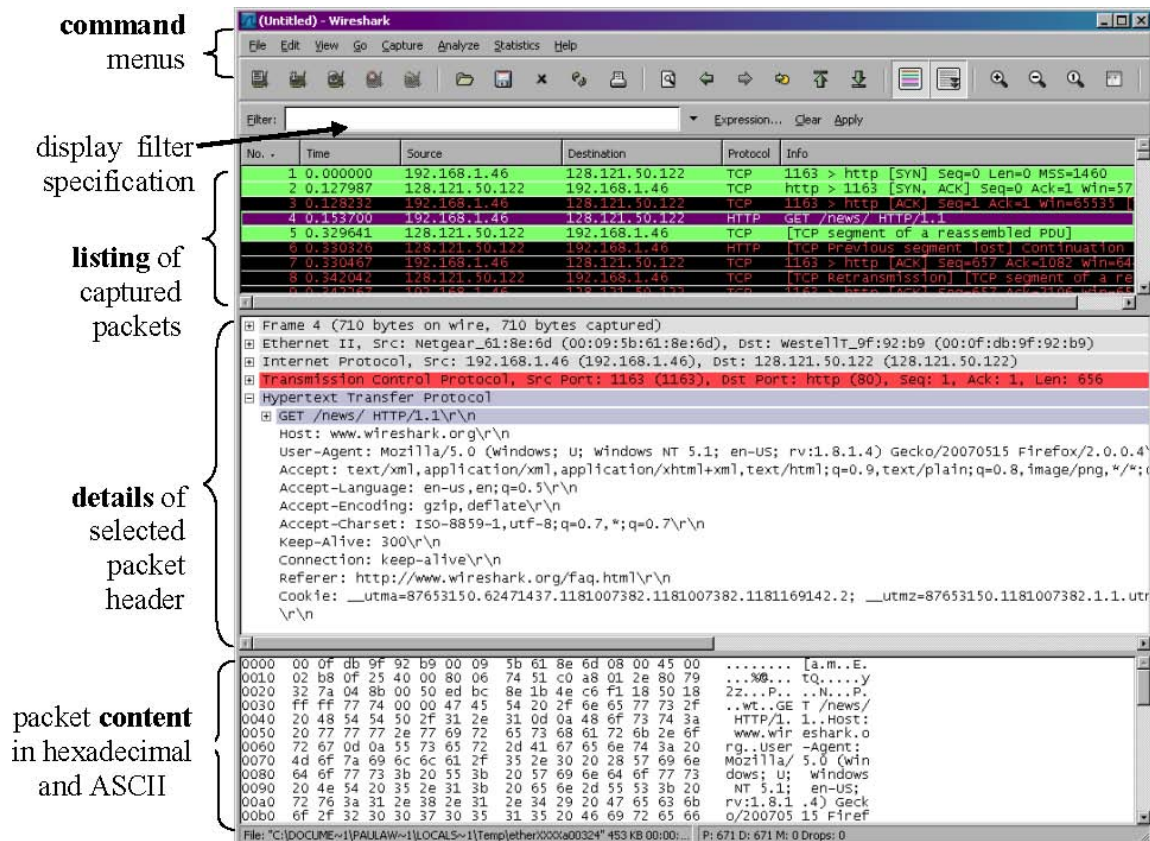 command
menus
display filter
specification
listing of
captured
packets
details of
selected
packet
header
packet content
in hexadecimal
and ASCII
(Untitled) - Wireshark
File Edit View Go Capture Analyze Statistics Help
Filter: Expression... Clear Apply
No. . Time Source Destination Protocol Info
1 0.000000 192.168.1.46 128.121.50.122 TCP 1163 > http [SYN] Seq=0 Len=0 MSS=1460
2 0.127987 128.121.50.122 192.168.1.46 TCP http > 1163 [SYN, ACK] Seq=0 Ack=1 Win=57
3 0.128232 192.168.1.46 128.121.50.122 TCP 1163 > http [ACK] Seq=1 Ack=1 Win=65535 [
4 0.153700 192.168.1.46 128.121.50.122 HTTP GET /news/ HTTP/1.1
5 0.329641 128.121.50.122 192.168.1.46 TCP [TCP segment of a reassembled PDU]
6 0.330326 128.121.50.122 192.168.1.46 HTTP [TCP Previous segment lost] Continuation
7 0.330467 192.168.1.46 128.121.50.122 TCP 1163 > http [ACK] Seq=657 Ack=1082 Win=64
8 0.342042 128.121.50.122 192.168.1.46 TCP [TCP Retransmission] [TCP segment of a re
Frame 4 (710 bytes on wire, 710 bytes captured)
Ethernet II, Src: Netgear_61:8e:6d (00:09:5b:61:8e:6d), Dst: WestellT_9f:92:b9 (00:0f:db:9f:92:b9)
Internet Protocol, Src: 192.168.1.46 (192.168.1.46), Dst: 128.121.50.122 (128.121.50.122)
Transmission Control Protocol, Src Port: 1163 (1163), Dst Port: http (80), Seq: 1, Ack: 1, Len: 656
Hypertext Transfer Protocol
GET /news/ HTTP/1.1\r\n
Host: www.wireshark.org\r\n
User-Agent: Mozilla/5.0 (Windows; U; Windows NT 5.1; en-US; rv:1.8.1.4) Gecko/20070515 Firefox/2.0.0.4\
Accept: text/xml,application/xml,application/xhtml+xml,text/html;q=0.9,text/plain;q=0.8,image/png,*/*;q
Accept-Language: en-us,en;q=0.5\r\n
Accept-Encoding: gzip,deflate\r\n
Accept-Charset: ISO-8859-1,utf-8;q=0.7,*;q=0.7\r\n
Keep-Alive: 300\r\n
Connection: keep-alive\r\n
Referer: http://www.wireshark.org/faq.html\r\n
Cookie: __utma=87653150.62471437.1181007382.1181007382.1181169142.2; __utmz=87653150.1181007382.1.1.utm
\r\n
0000 00 0f db 9f 92 b9 00 09 5b 61 8e 6d 08 00 45 00 ........ [a.m..E.
0010 02 b8 0f 25 40 00 80 06 74 51 c0 a8 01 2e 80 79 ...%@... tQ.....y
0020 32 7a 04 8b 00 50 ed bc 8e 1b 4e c6 f1 18 50 18 2z...P.. ..N...P.
0030 ff ff 77 74 00 00 47 45 54 20 2f 6e 65 77 73 2f ..wt..GE T /news/
0040 20 48 54 54 50 2f 31 2e 31 0d 0a 48 6f 73 74 3a HTTP/1. 1..Host:
0050 20 77 77 77 2e 77 69 72 65 73 68 61 72 6b 2e 6f www.wir eshark.o
0060 72 67 0d 0a 55 73 65 72 2d 41 67 65 6e 74 3a 20 rg..User -Agent:
0070 4d 6f 7a 69 6c 6c 61 2f 35 2e 30 20 28 57 69 6e Mozilla/ 5.0 (Win
0080 64 6f 77 73 3b 20 55 3b 20 57 69 6e 64 6f 77 73 dows; U; Windows
0090 20 4e 54 20 35 2e 31 3b 20 65 6e 2d 55 53 3b 20 NT 5.1; en-US;
00a0 72 76 3a 31 2e 38 2e 31 2e 34 29 20 47 65 63 6b rv:1.8.1 .4) Geck
00b0 6f 2f 32 30 30 37 30 35 31 35 20 46 69 72 65 66 o/200705 15 Firef
File: "C:\DOCUME~1\PAULAW~1\LOCALS~1\Temp\etherXXXXa00324" 453 KB 00:00:... P: 671 D: 671 M: 0 Drops: 0